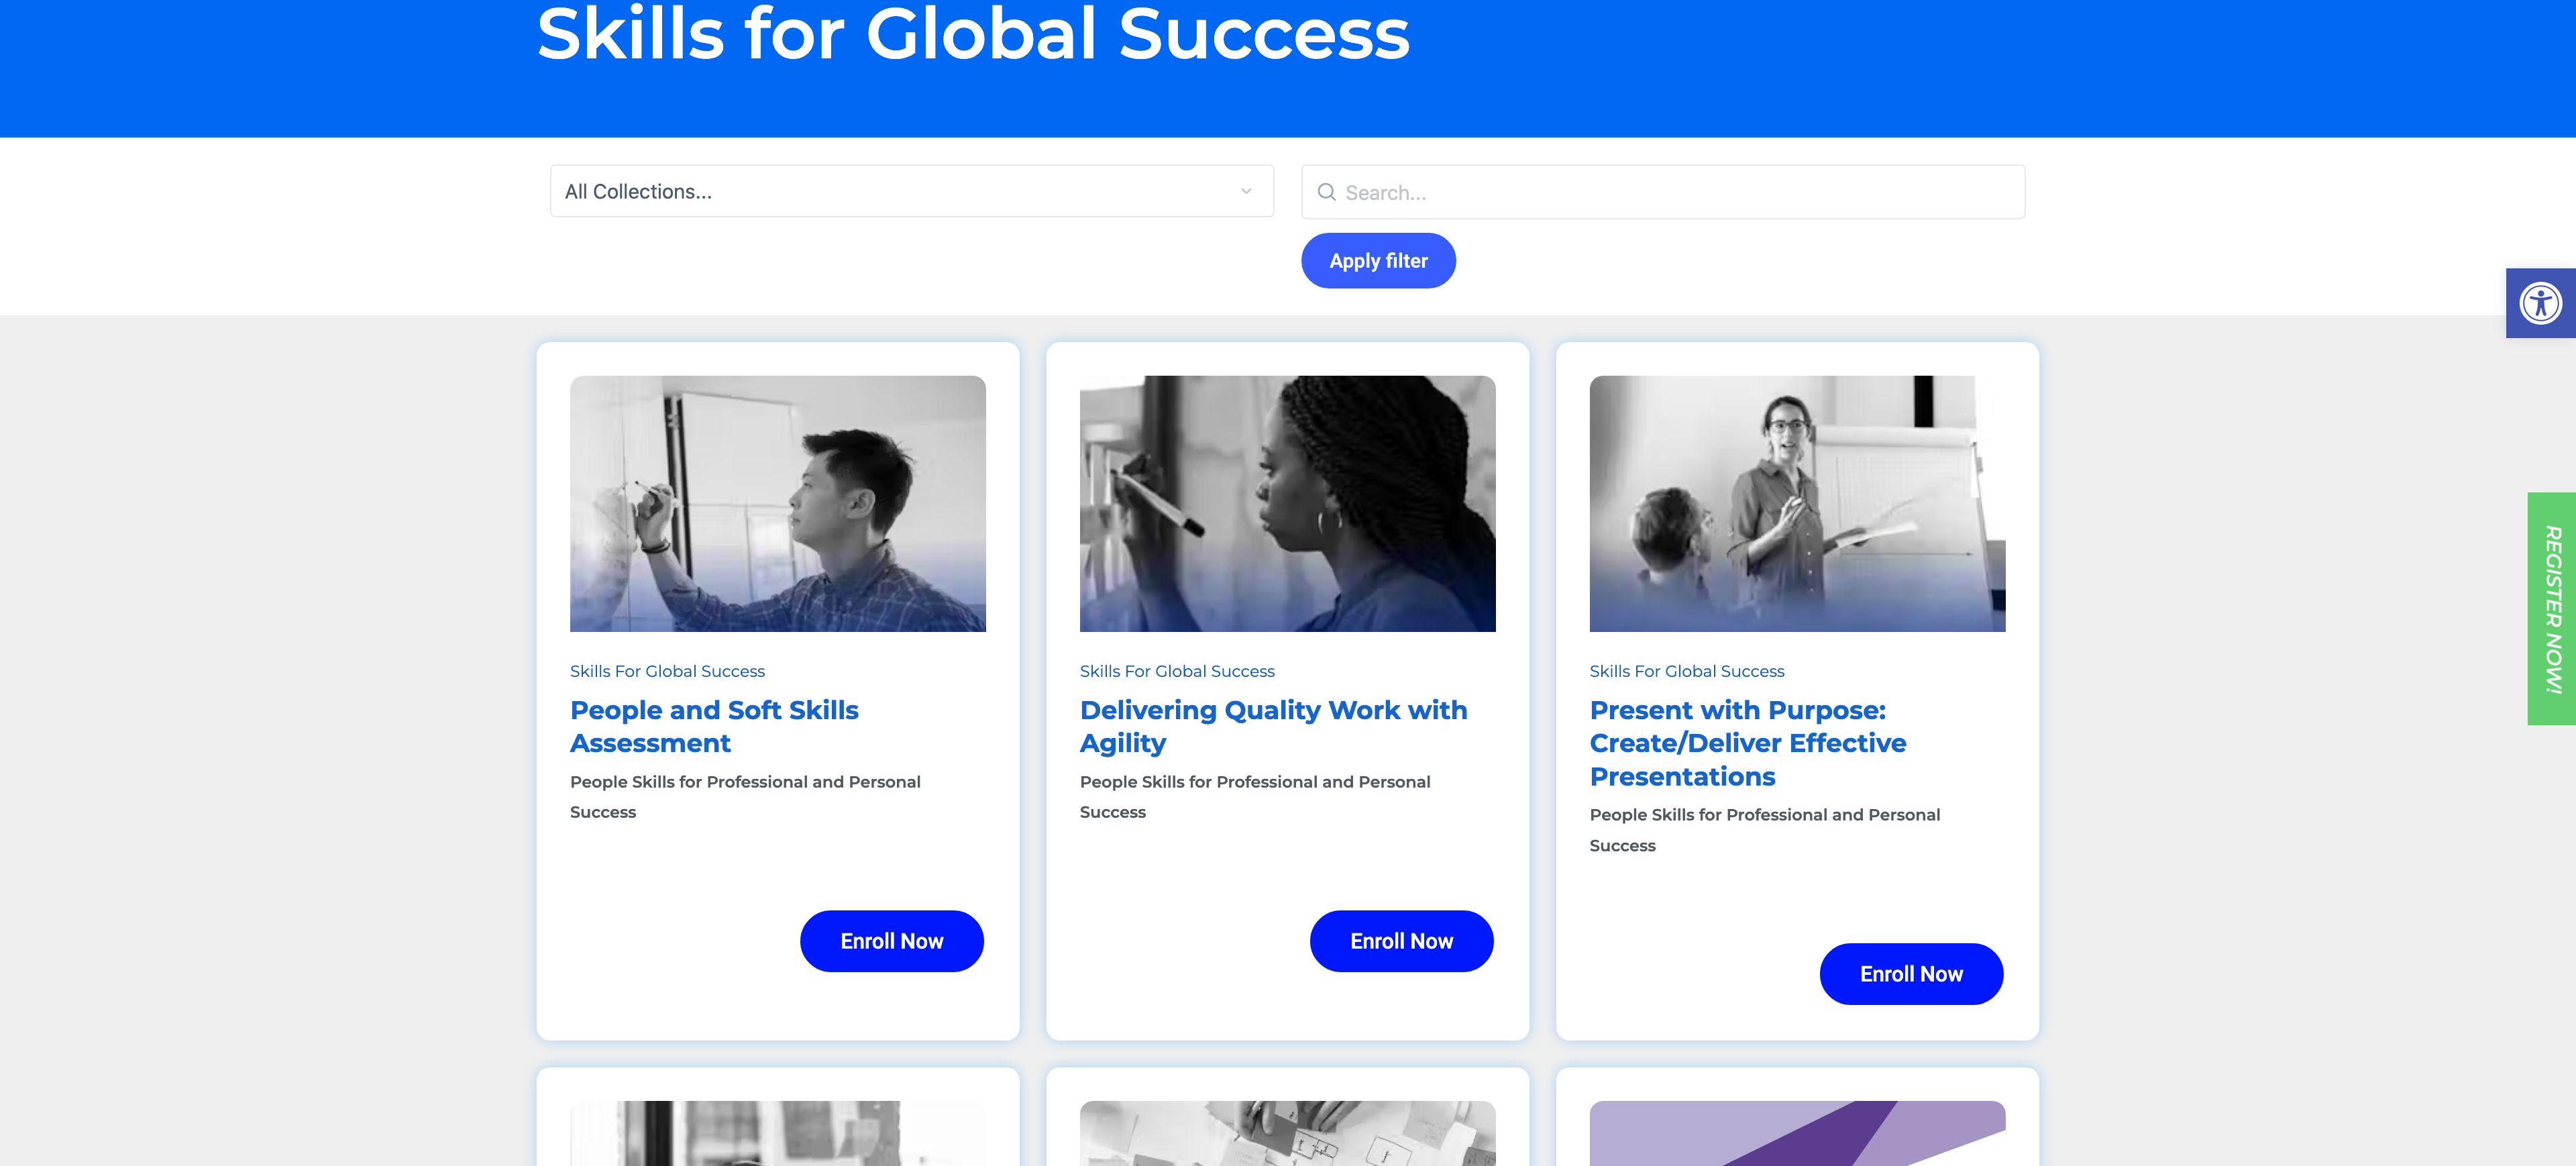 Skills for Global Success
All Collections...
Search...
Apply filter
Skills For Global Success
People and Soft Skills
Assessment
People Skills for Professional and Personal
Success
Enroll Now
Skills For Global Success
Delivering Quality Work with
Agility
People Skills for Professional and Personal
Success
Enroll Now
Skills For Global Success
Present with Purpose:
Create/Deliver Effective
Presentations
People Skills for Professional and Personal
Success
Enroll Now
REGISTER NOW!